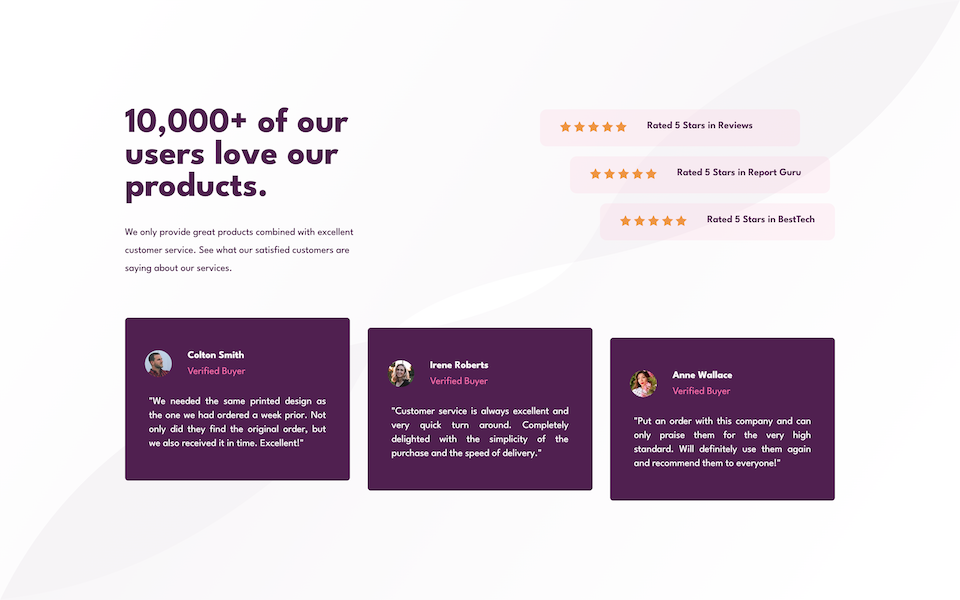 10,000+ of our
users love our
products.
We only provide great products combined with excellent
customer service. See what our satisfied customers are
saying about our services.
Rated 5 Stars in Reviews
Rated 5 Stars in Report Guru
Rated 5 Stars in BestTech
Colton Smith
Verified Buyer
"We needed the same printed design as
the one we had ordered a week prior. Not
only did they find the original order, but
we also received it in time. Excellent!"
Irene Roberts
Verified Buyer
"Customer service is always excellent and
very quick turn around. Completely
delighted with the simplicity of the
purchase and the speed of delivery."
Anne Wallace
Verified Buyer
"Put an order with this company and can
only praise them for the very high
standard. Will definitely use them again
and recommend them to everyone!"